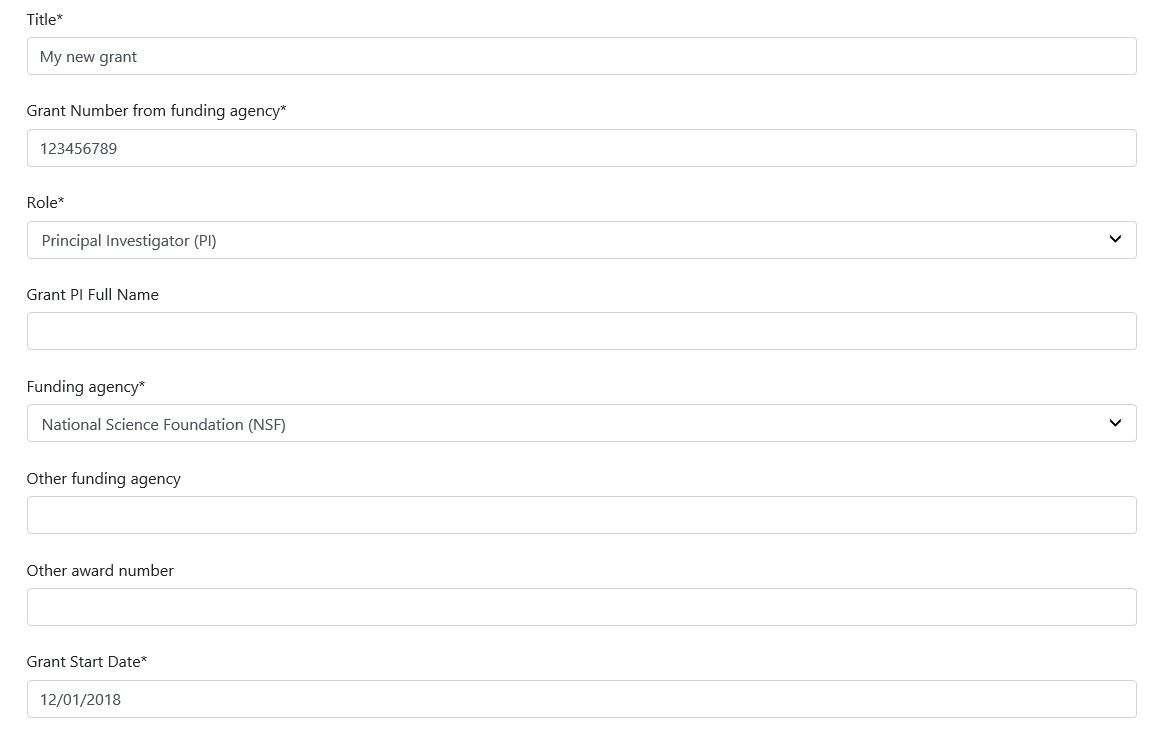 Title*
My new grant
Grant Number from funding agency*
123456789
Role*
Principal Investigator (PI)
Grant PI Full Name
Funding agency*
National Science Foundation (NSF)
Other funding agency
Other award number
Grant Start Date*
12/01/2018